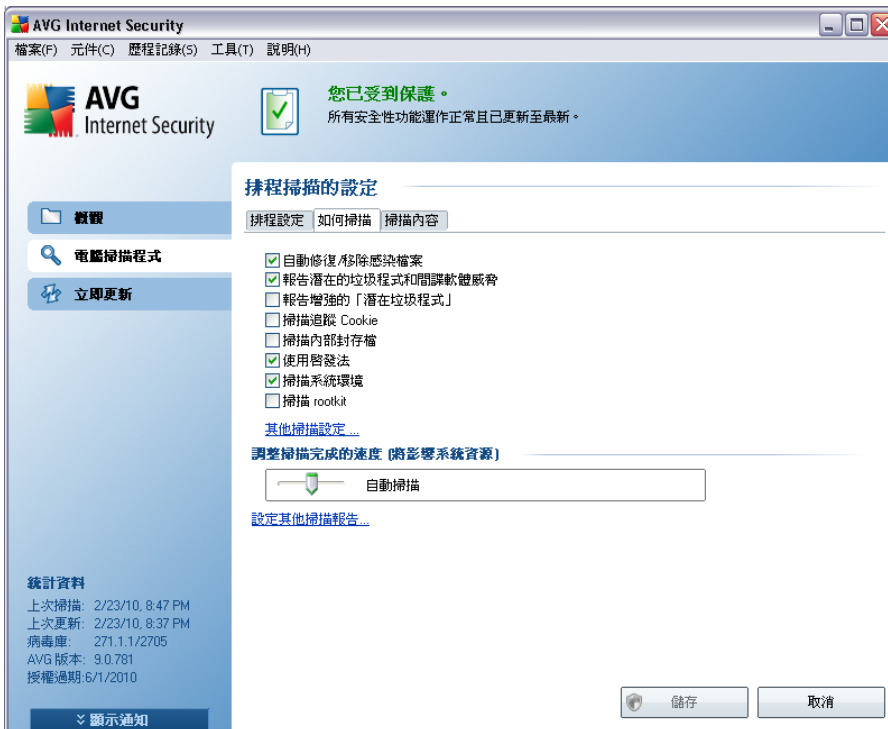 AVG Internet Security
檔案(F) 元件(C) 歷程記錄(S) 工具(T) 說明(H)
AVG
Internet Security
您已受到保護。
所有安全性功能運作正常且已更新至最新。
概觀
電腦掃描程式
立即更新
排程掃描的設定
排程設定 如何掃描 掃描內容
自動修復/移除感染檔案
報告潛在的垃圾程式和間諜軟體威脅
報告增強的「潛在垃圾程式」
掃描追蹤 Cookie
掃描內部封存檔
使用啓發法
掃描系統環境
掃描 rootkit
其他掃描設定 ...
調整掃描完成的速度 (將影響系統資源)
自動掃描
設定其他掃描報告...
統計資料
上次掃描: 2/23/10, 8:47 PM
上次更新: 2/23/10, 8:37 PM
病毒庫: 271.1.1/2705
AVG 版本: 9.0.781
授權過期:6/1/2010
顯示通知
儲存
取消